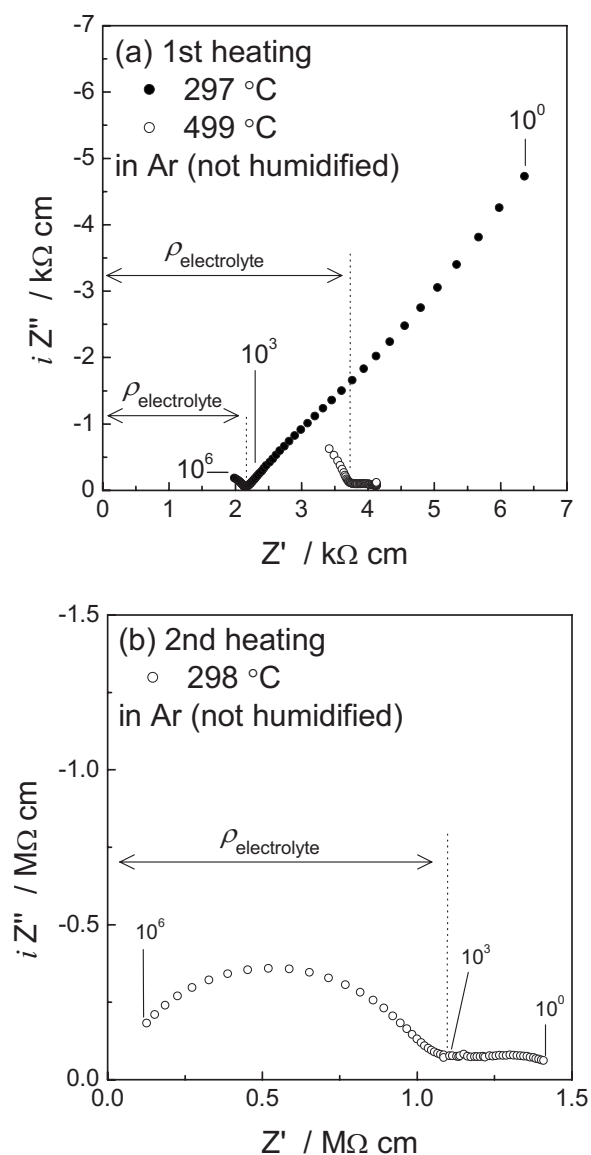 (a) 1st heating
● 297 °C
○ 499 °C
in Ar (not humidified)
10⁰
ρelectrolyte
10³
ρelectrolyte
10⁶
-7
-6
-5
-4
-3
-2
-1
0
i Z" / kΩ cm
0 1 2 3 4 5 6 7
Z' / kΩ cm
(b) 2nd heating
○ 298 °C
in Ar (not humidified)
ρelectrolyte
10⁶
10³
10⁰
-1.5
-1.0
-0.5
0.0
i Z" / MΩ cm
0.0 0.5 1.0 1.5
Z' / MΩ cm